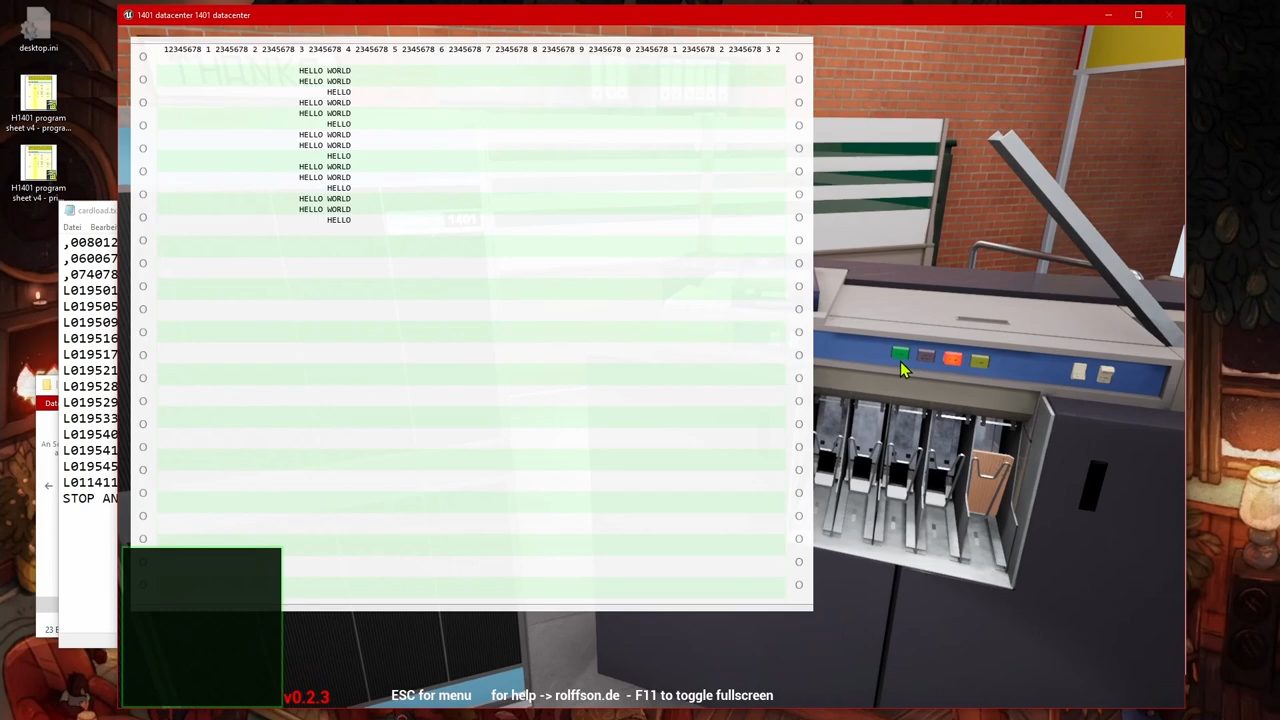 desktop.ini
H1401 program
sheet v4 - progra...
H1401 program
sheet v4 - pri
1401 datacenter 1401 datacenter
cardload.tx
Datei Bearbei
,008012
,060067
,074078
L019501
L019505
L019509
L019516
L019517
L019521
L019528
L019529
L019533
L019540
L019541
L019545
L011411
STOP AN
12345678 1 2345678 2 2345678 3 2345678 4 2345678 5 2345678 6 2345678 7 2345678 8 2345678 9 2345678 0 2345678 1 2345678 2 2345678 3 2
HELLO WORLD
HELLO WORLD
HELLO
HELLO WORLD
HELLO WORLD
HELLO
HELLO WORLD
HELLO WORLD
HELLO
HELLO WORLD
HELLO WORLD
HELLO
HELLO WORLD
HELLO WORLD
HELLO
1401
v0.2.3
ESC for menu for help -> rolffson.de - F11 to toggle fullscreen